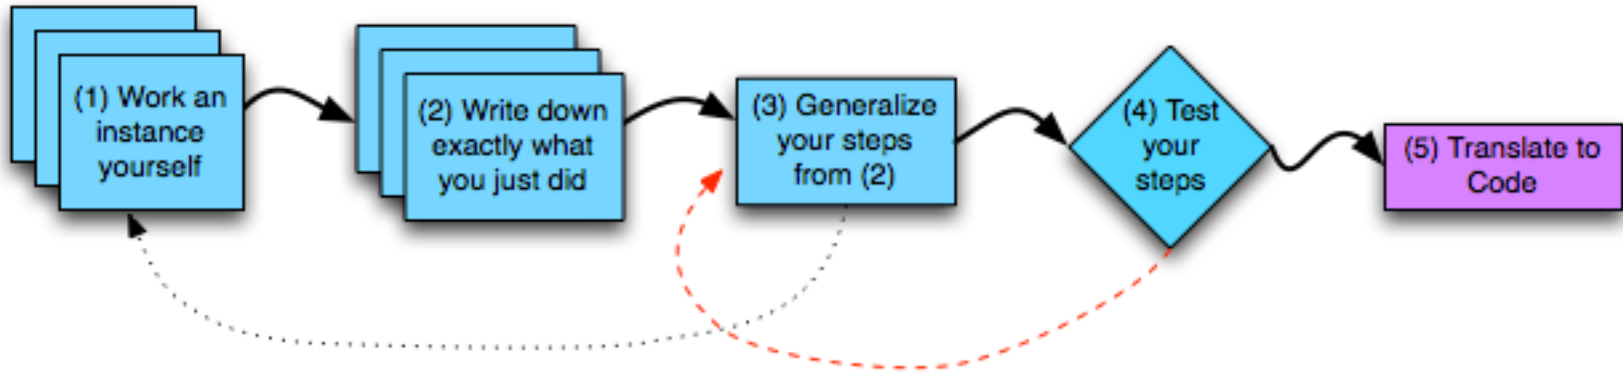 (1) Work an
instance
yourself
(2) Write down
exactly what
you just did
(3) Generalize
your steps
from (2)
(4) Test
your
steps
(5) Translate to
Code